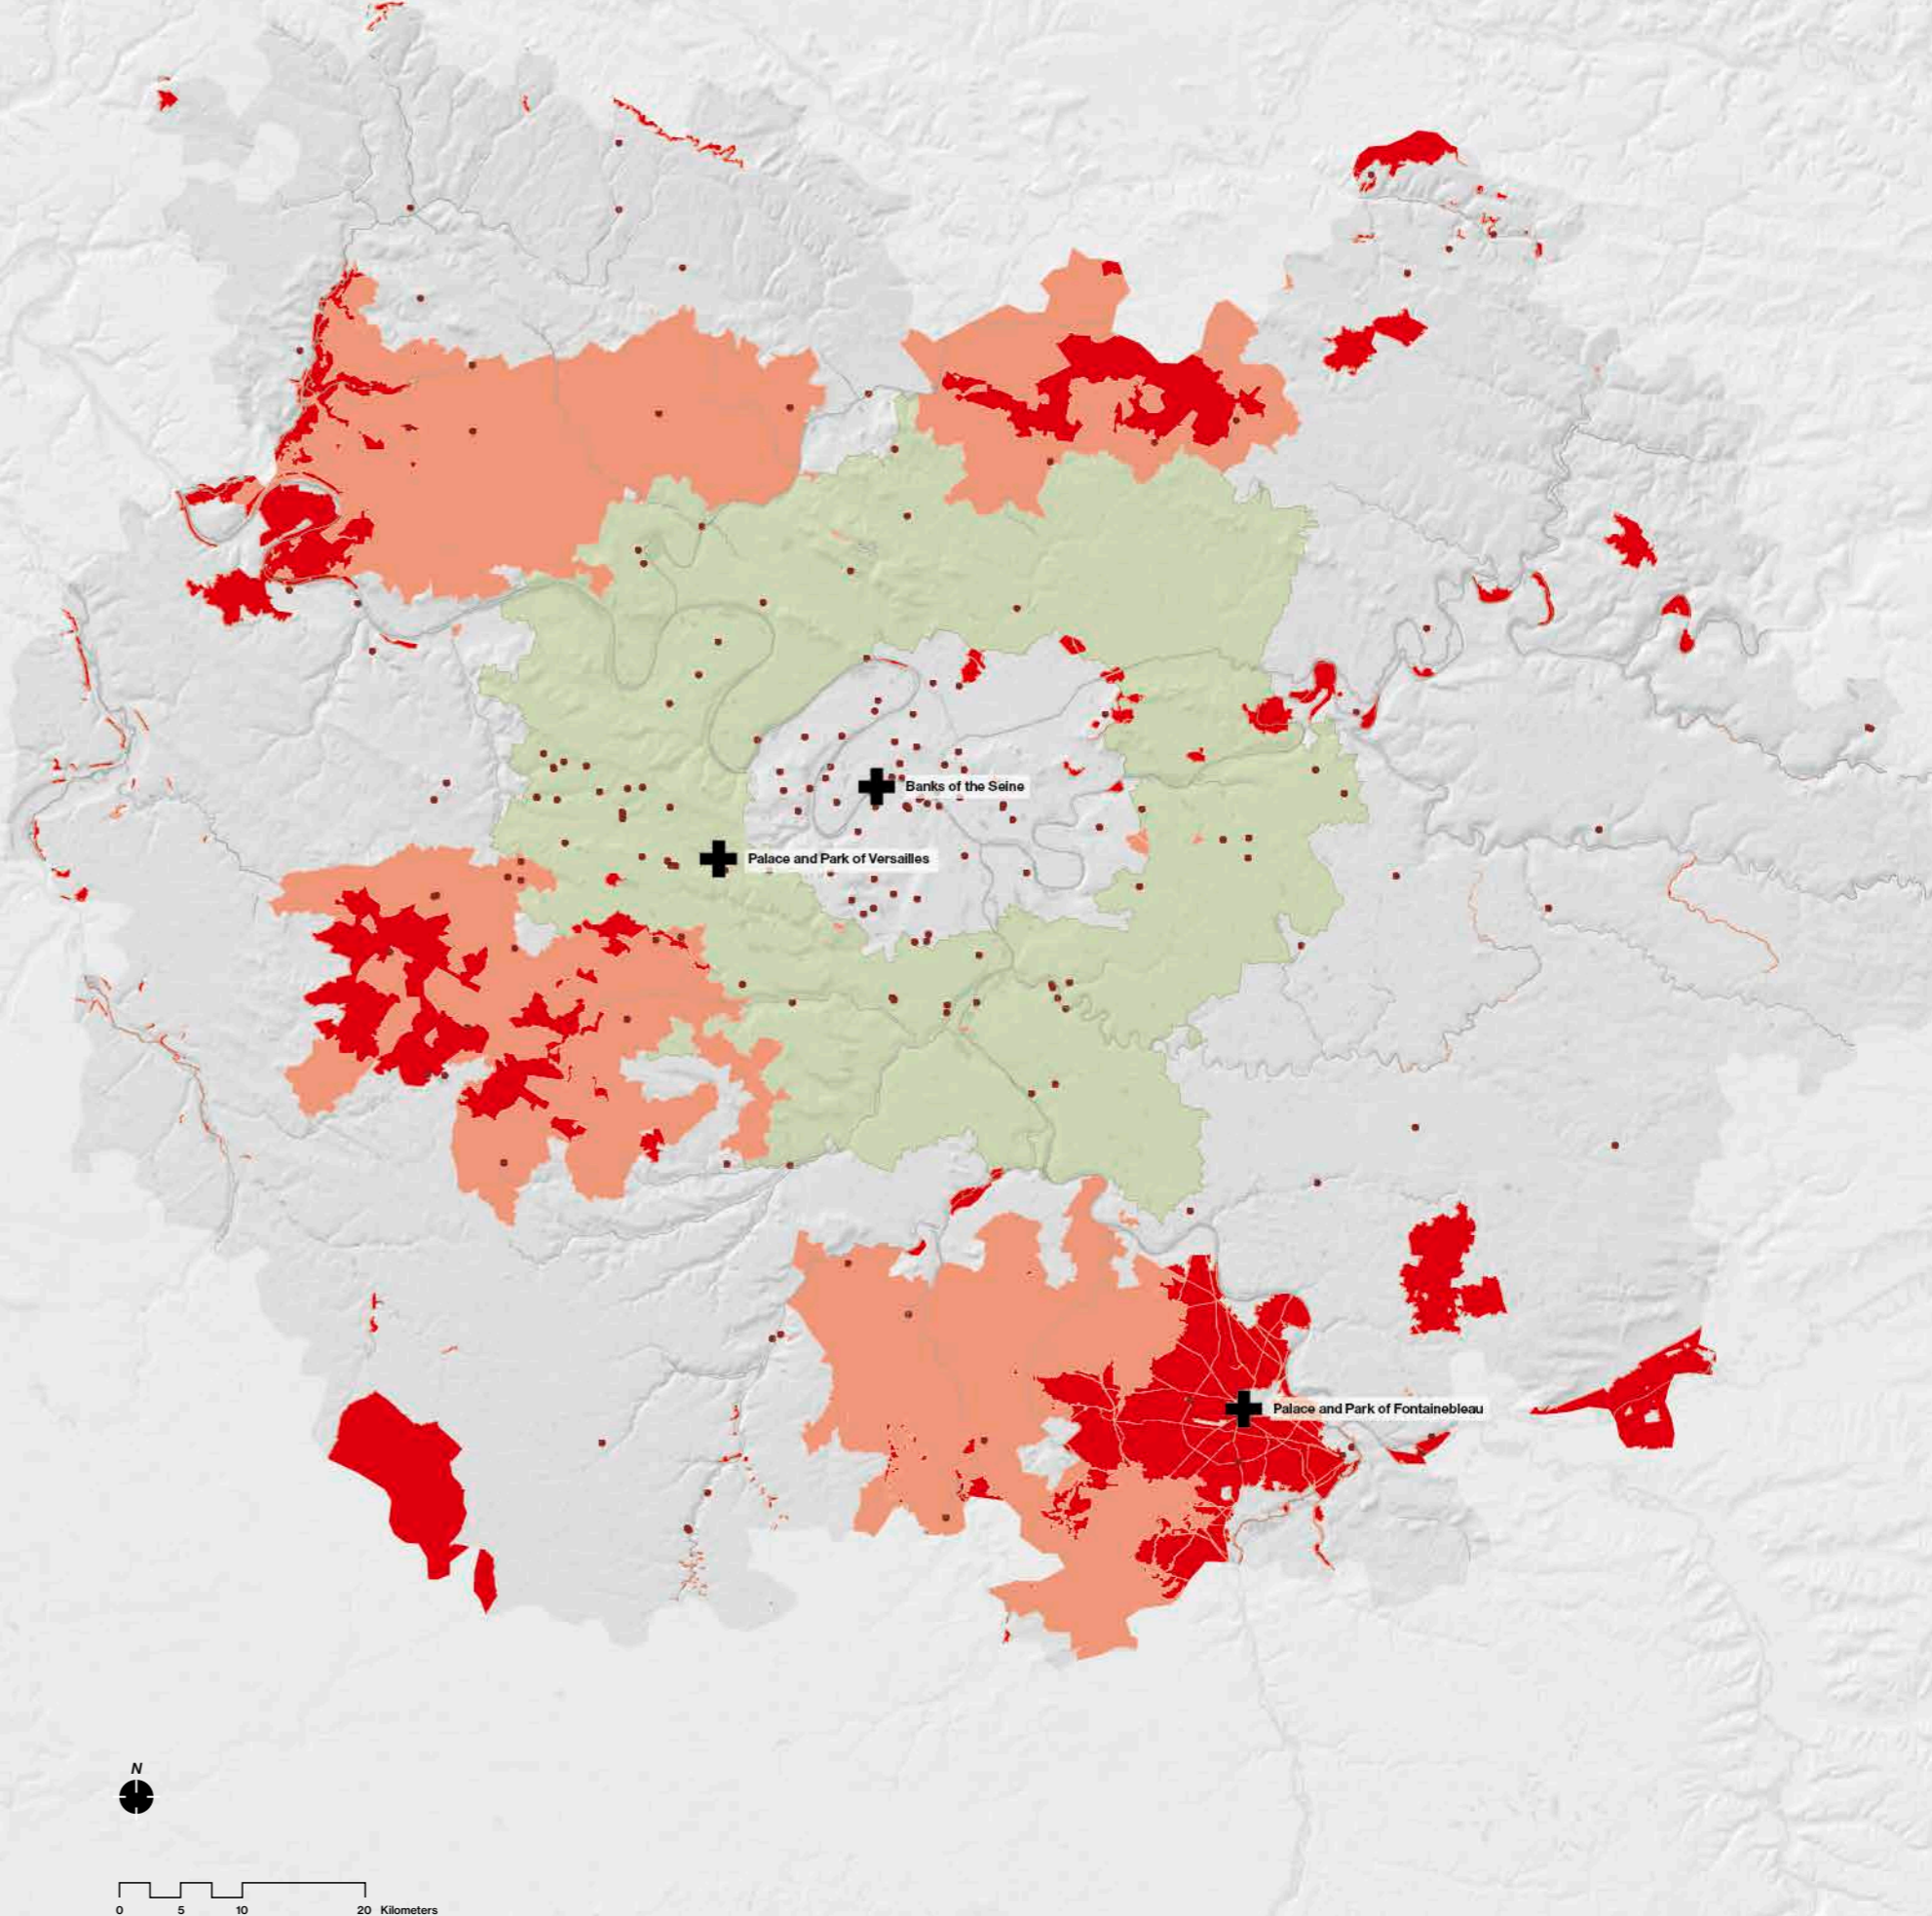 Banks of the Seine
Palace and Park of Versailles
Palace and Park of Fontainebleau
N
0 5 10 20 Kilometers